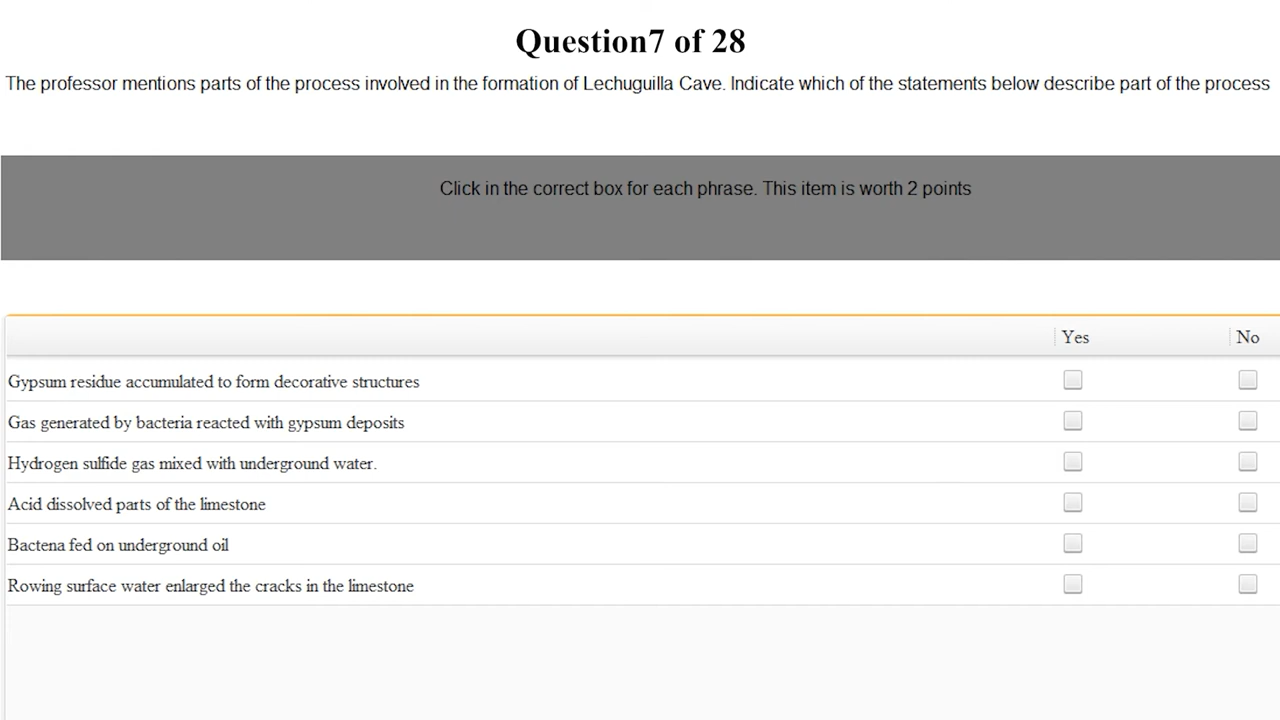 Question7 of 28
The professor mentions parts of the process involved in the formation of Lechuguilla Cave. Indicate which of the statements below describe part of the process
Click in the correct box for each phrase. This item is worth 2 points
Yes No
Gypsum residue accumulated to form decorative structures
Gas generated by bacteria reacted with gypsum deposits
Hydrogen sulfide gas mixed with underground water.
Acid dissolved parts of the limestone
Bactena fed on underground oil
Rowing surface water enlarged the cracks in the limestone